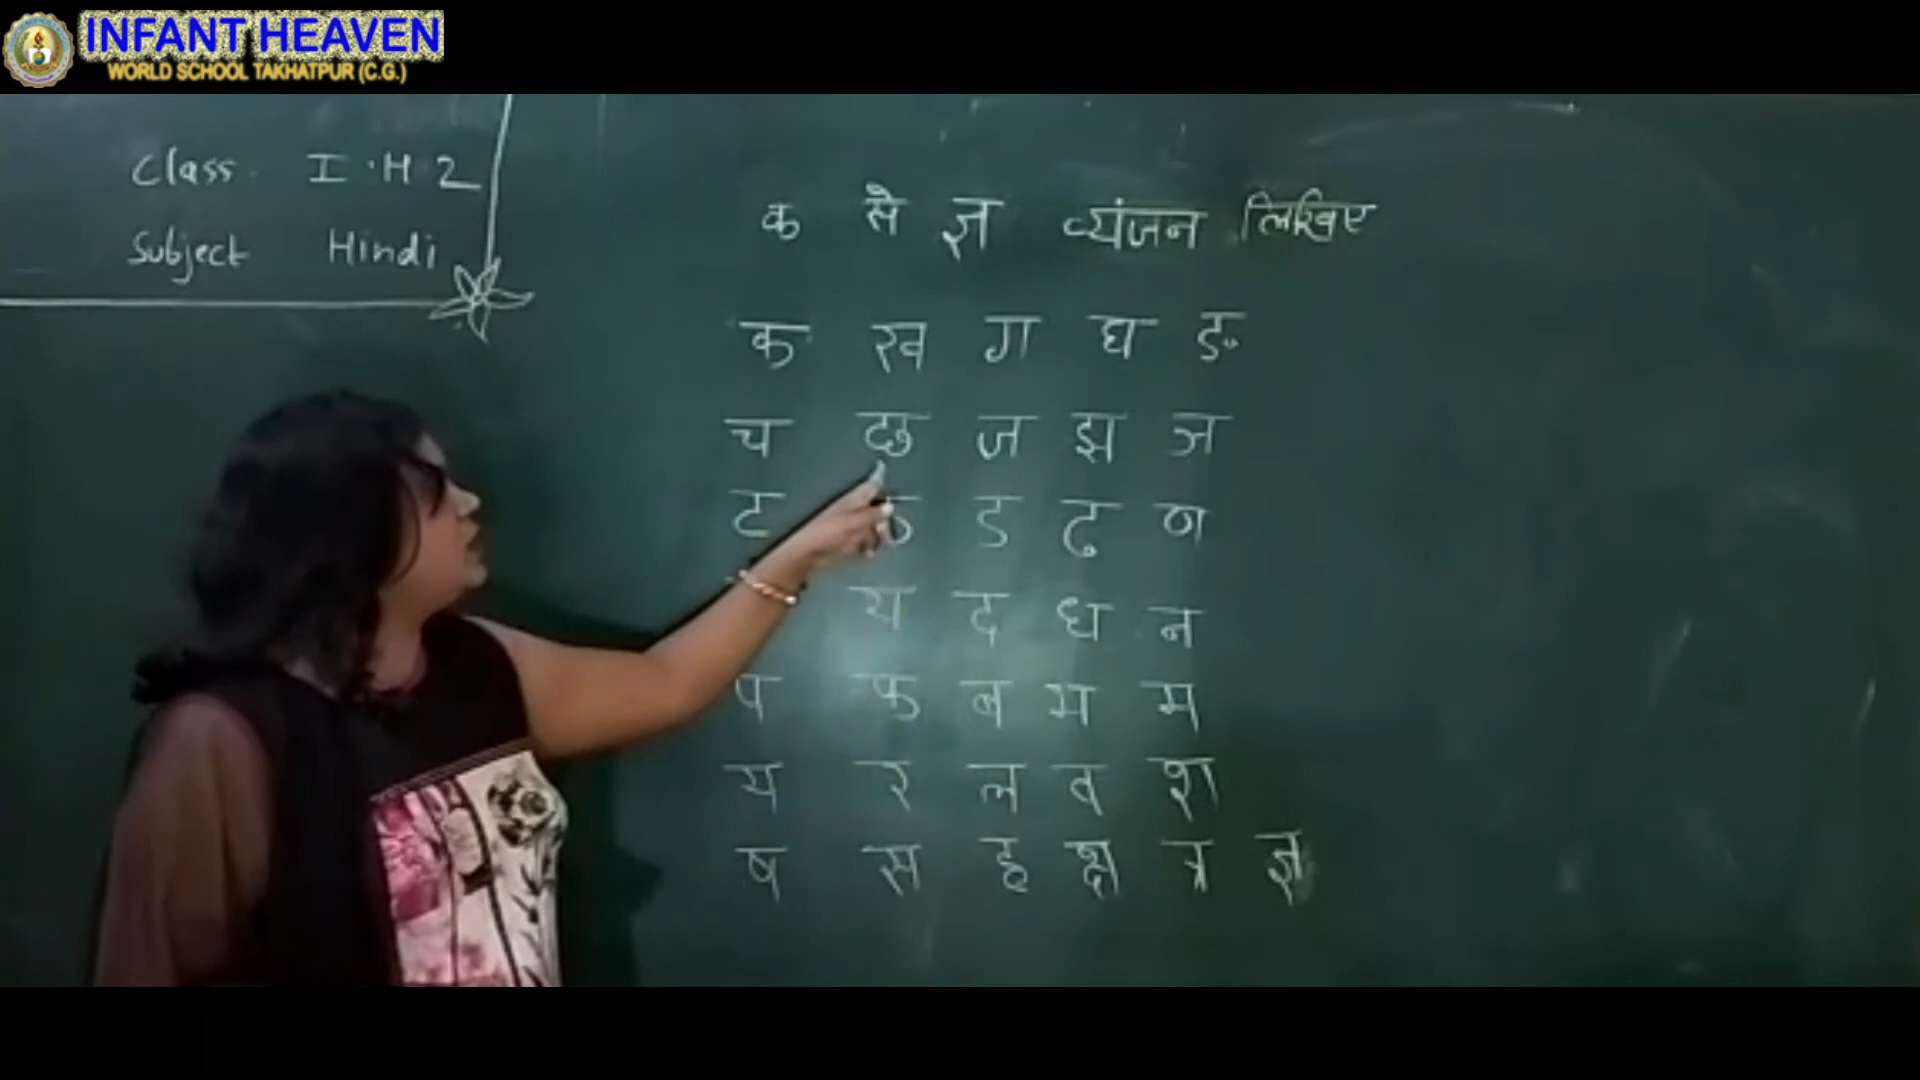 INFANT HEAVEN
WORLD SCHOOL TAKHATPUR (C.G.)
Class. I.H 2
Subject Hindi
क से ज्ञ व्यंजन लिखिए
क ख ग घ ङ
च छ ज झ ञ
ट ठ ड ढ ण
थ द ध न
प फ ब भ म
य र ल व श
ष स ह क्ष त्र ज्ञ